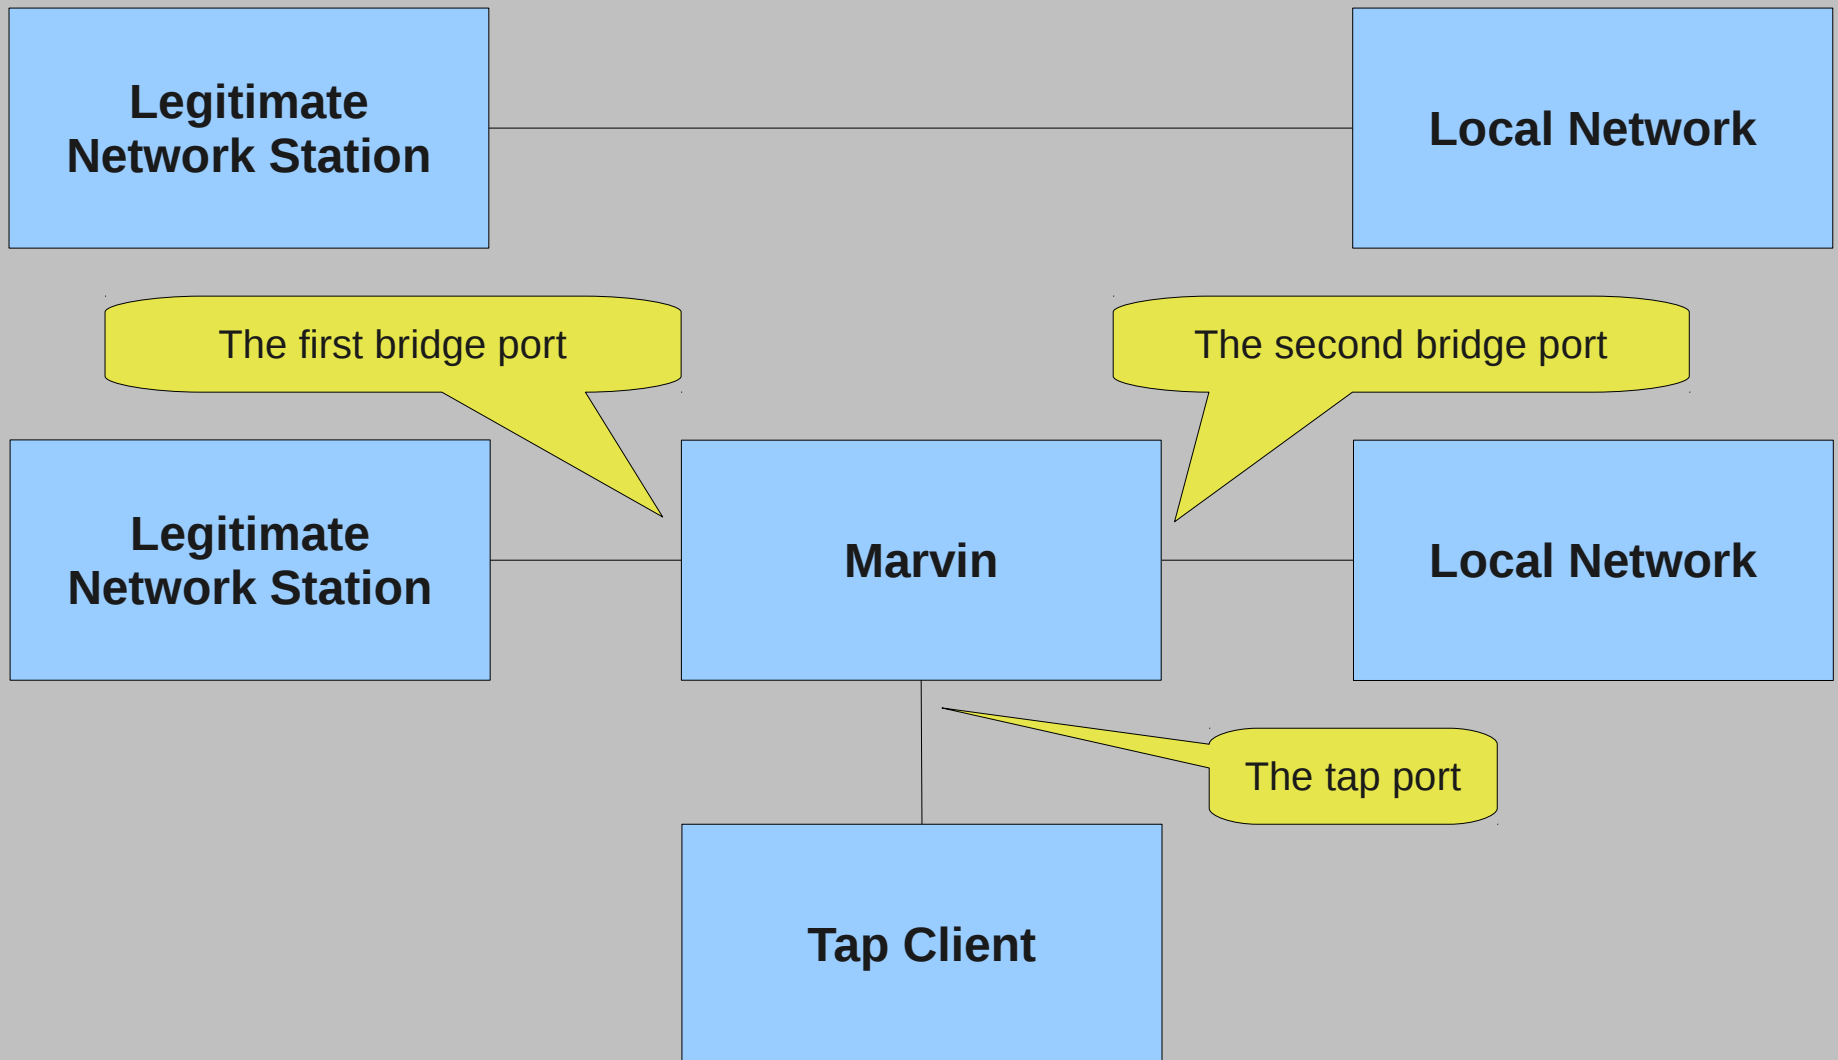 Legitimate
Network Station
Local Network
The first bridge port
The second bridge port
Legitimate
Network Station
Marvin
Local Network
The tap port
Tap Client